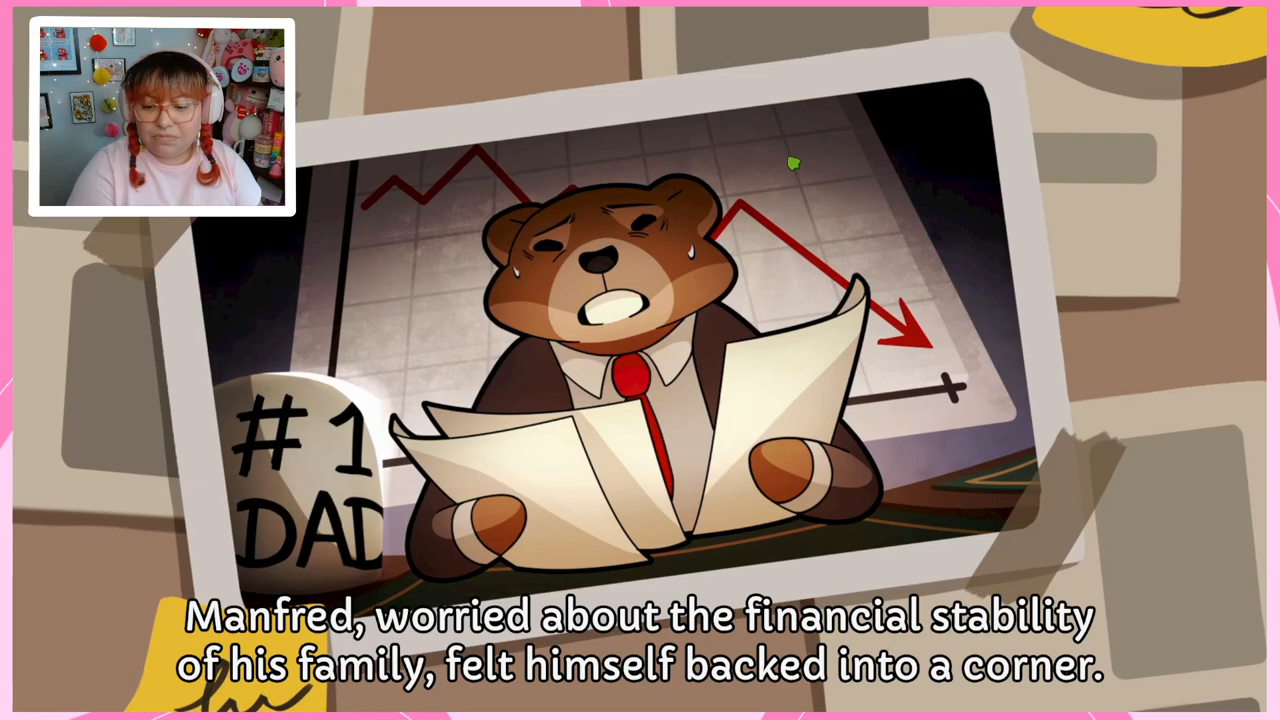 # 1
DAD
Manfred, worried about the financial stability
of his family, felt himself backed into a corner.